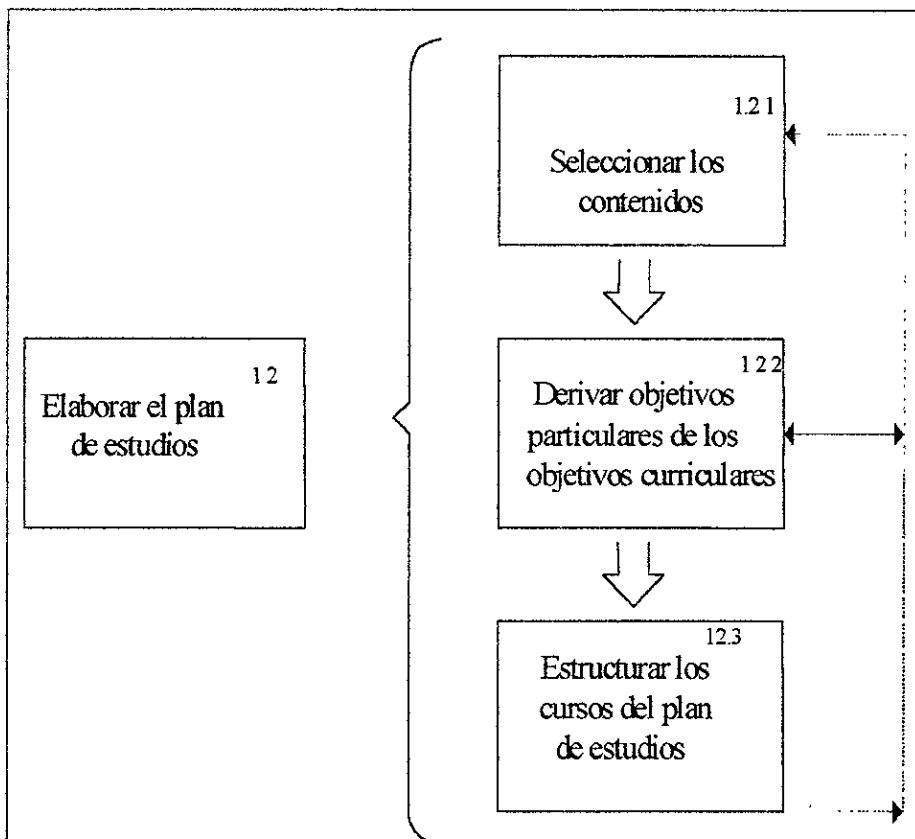 1.2 1
Seleccionar los
contenidos
1 2
Elaborar el plan
de estudios
1 2 2
Derivar objetivos
particulares de los
objetivos curriculares
12.3
Estructurar los
cursos del plan
de estudios